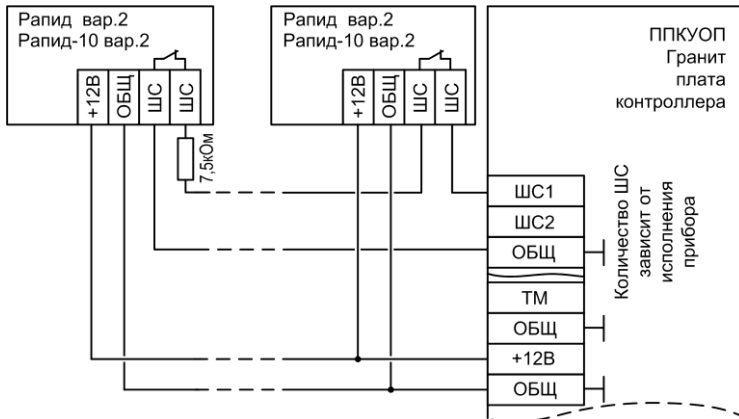 Рапид вар.2
Рапид-10 вар.2
+12В
ОБЩ
ШС
ШС
7,5кОм
Рапид вар.2
Рапид-10 вар.2
+12В
ОБЩ
ШС
ШС
ППКУОП
Гранит
плата
контроллера
ШС1
ШС2
ОБЩ
ТМ
ОБЩ
+12В
ОБЩ
Количество ШС
зависит от
исполнения
прибора